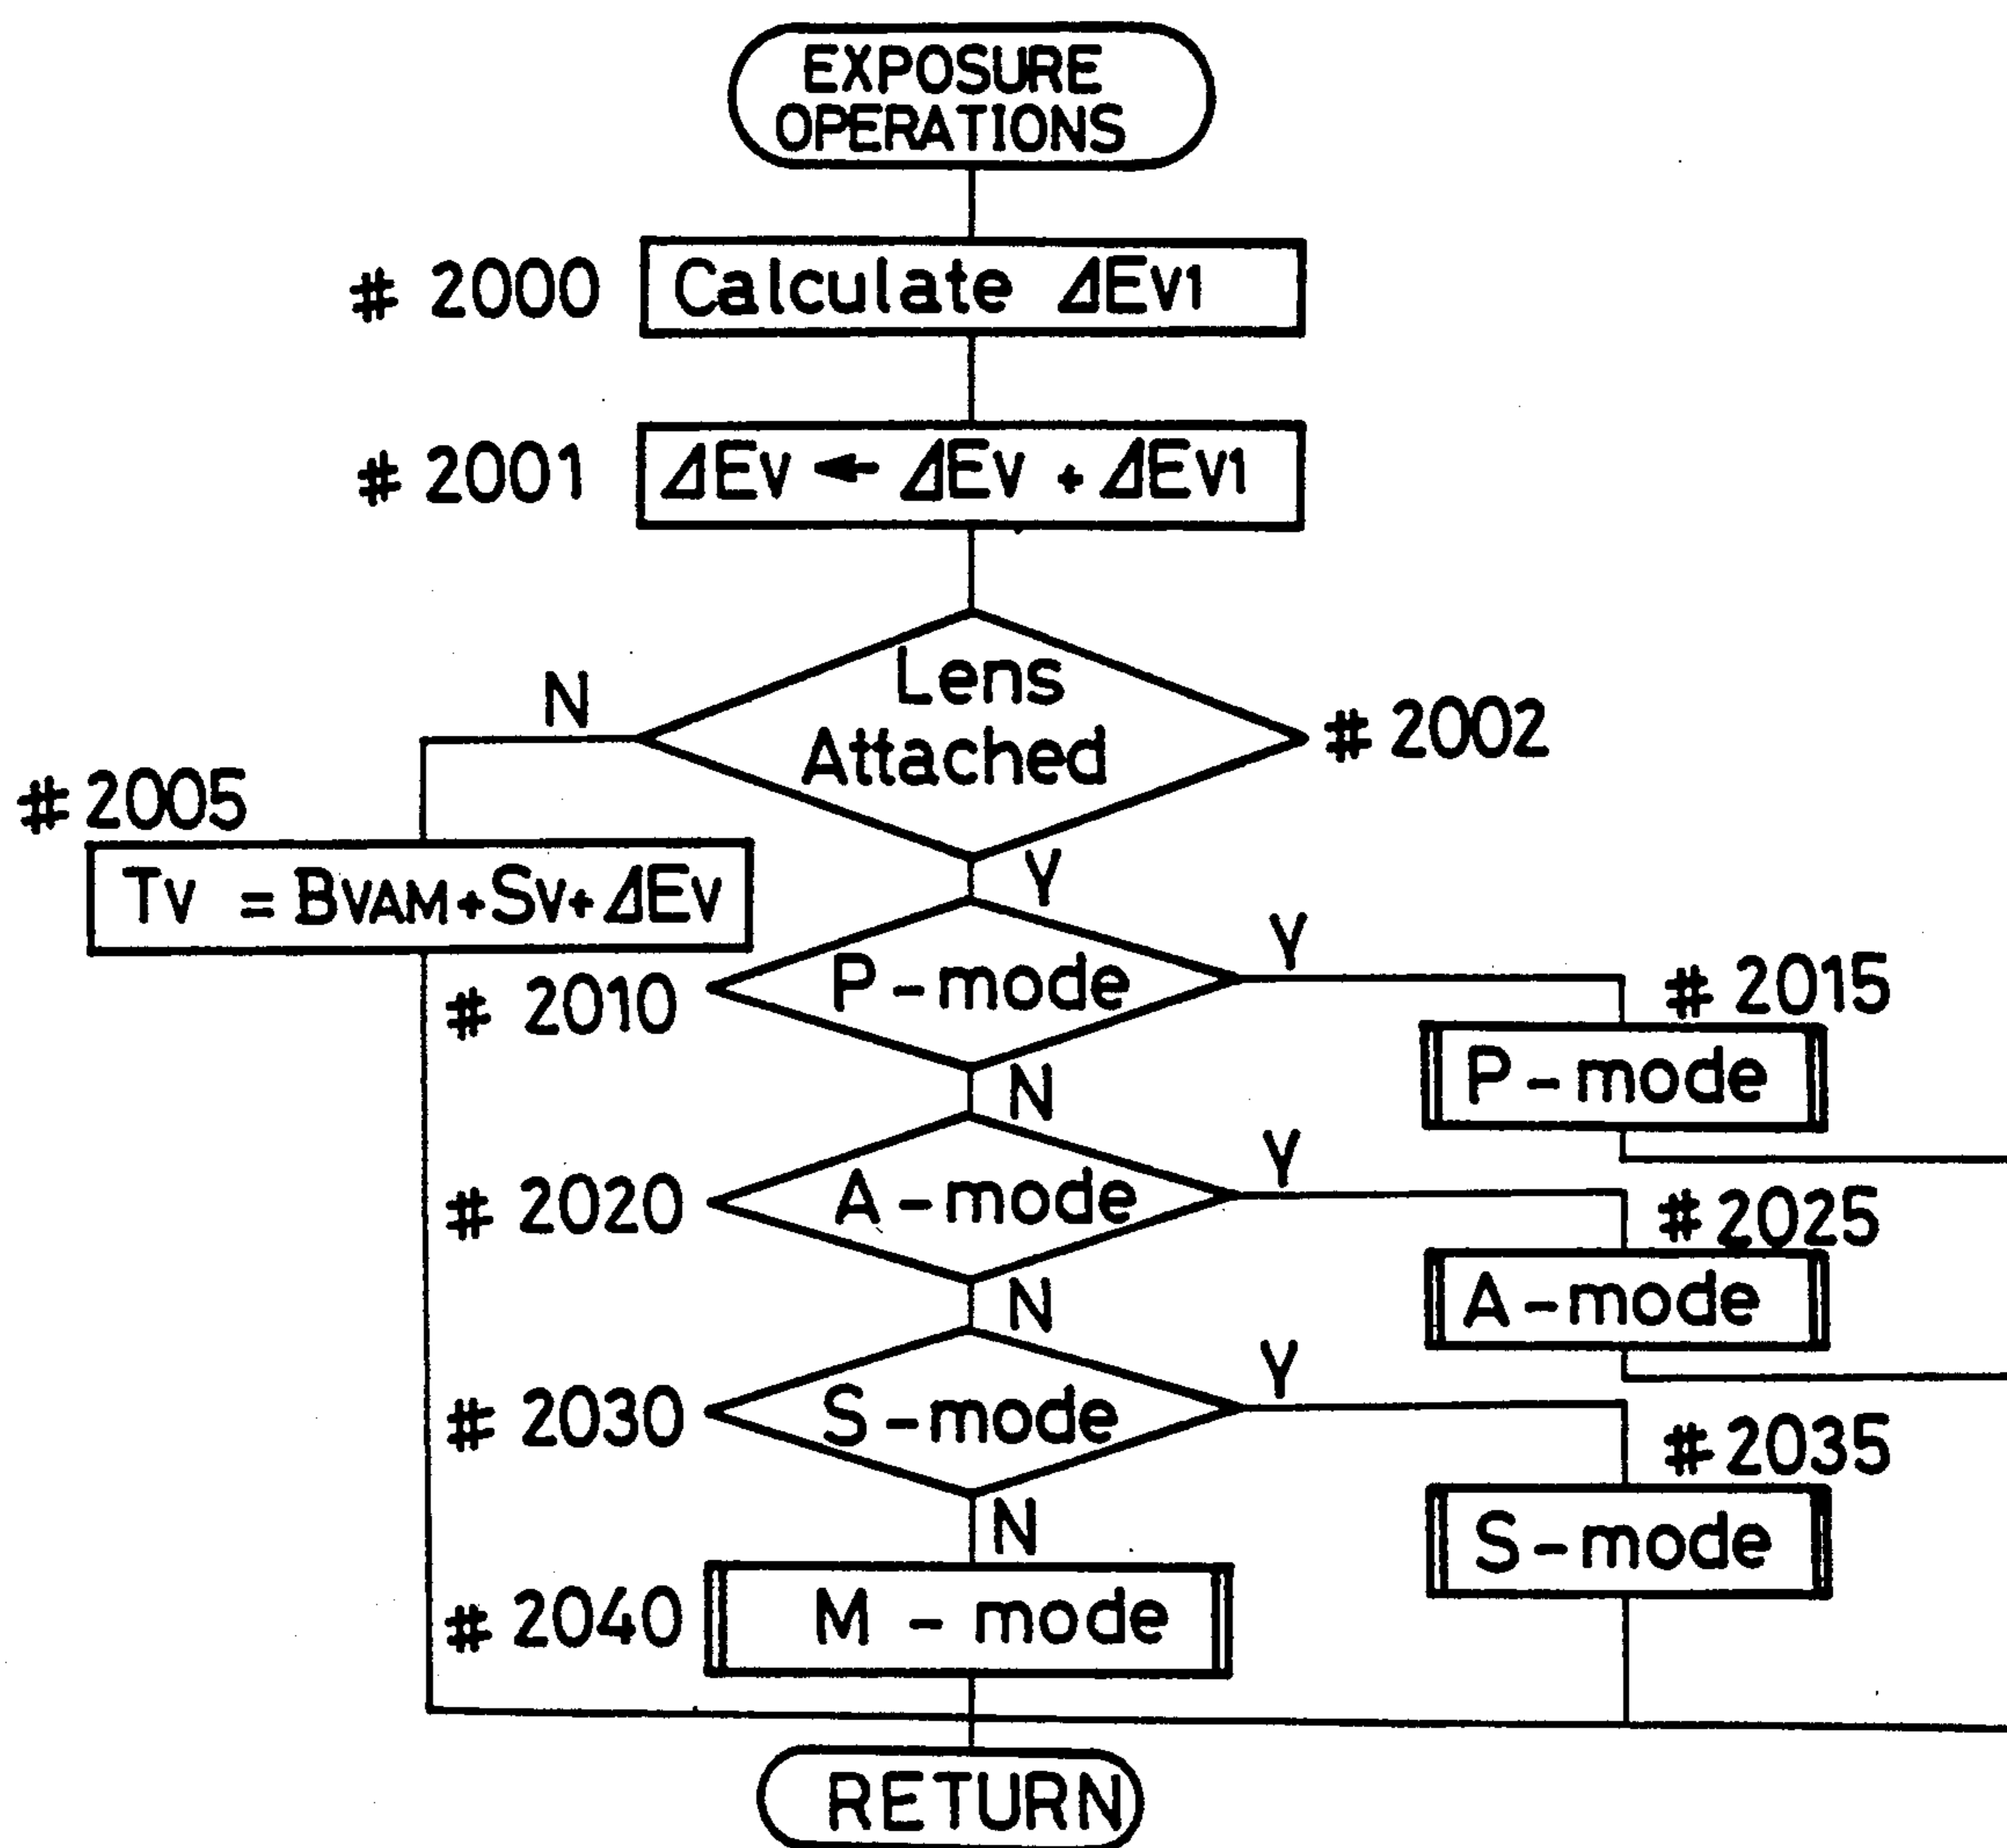 EXPOSURE
OPERATIONS
# 2000
Calculate ΔEV1
# 2001
ΔEV ← ΔEV + ΔEV1
Lens
Attached
N
# 2002
# 2005
TV = BVAM+SV+ΔEV
Y
P-mode
Y
# 2010
# 2015
P-mode
N
A-mode
Y
# 2020
# 2025
A-mode
N
S-mode
Y
# 2030
# 2035
S-mode
N
# 2040
M - mode
RETURN